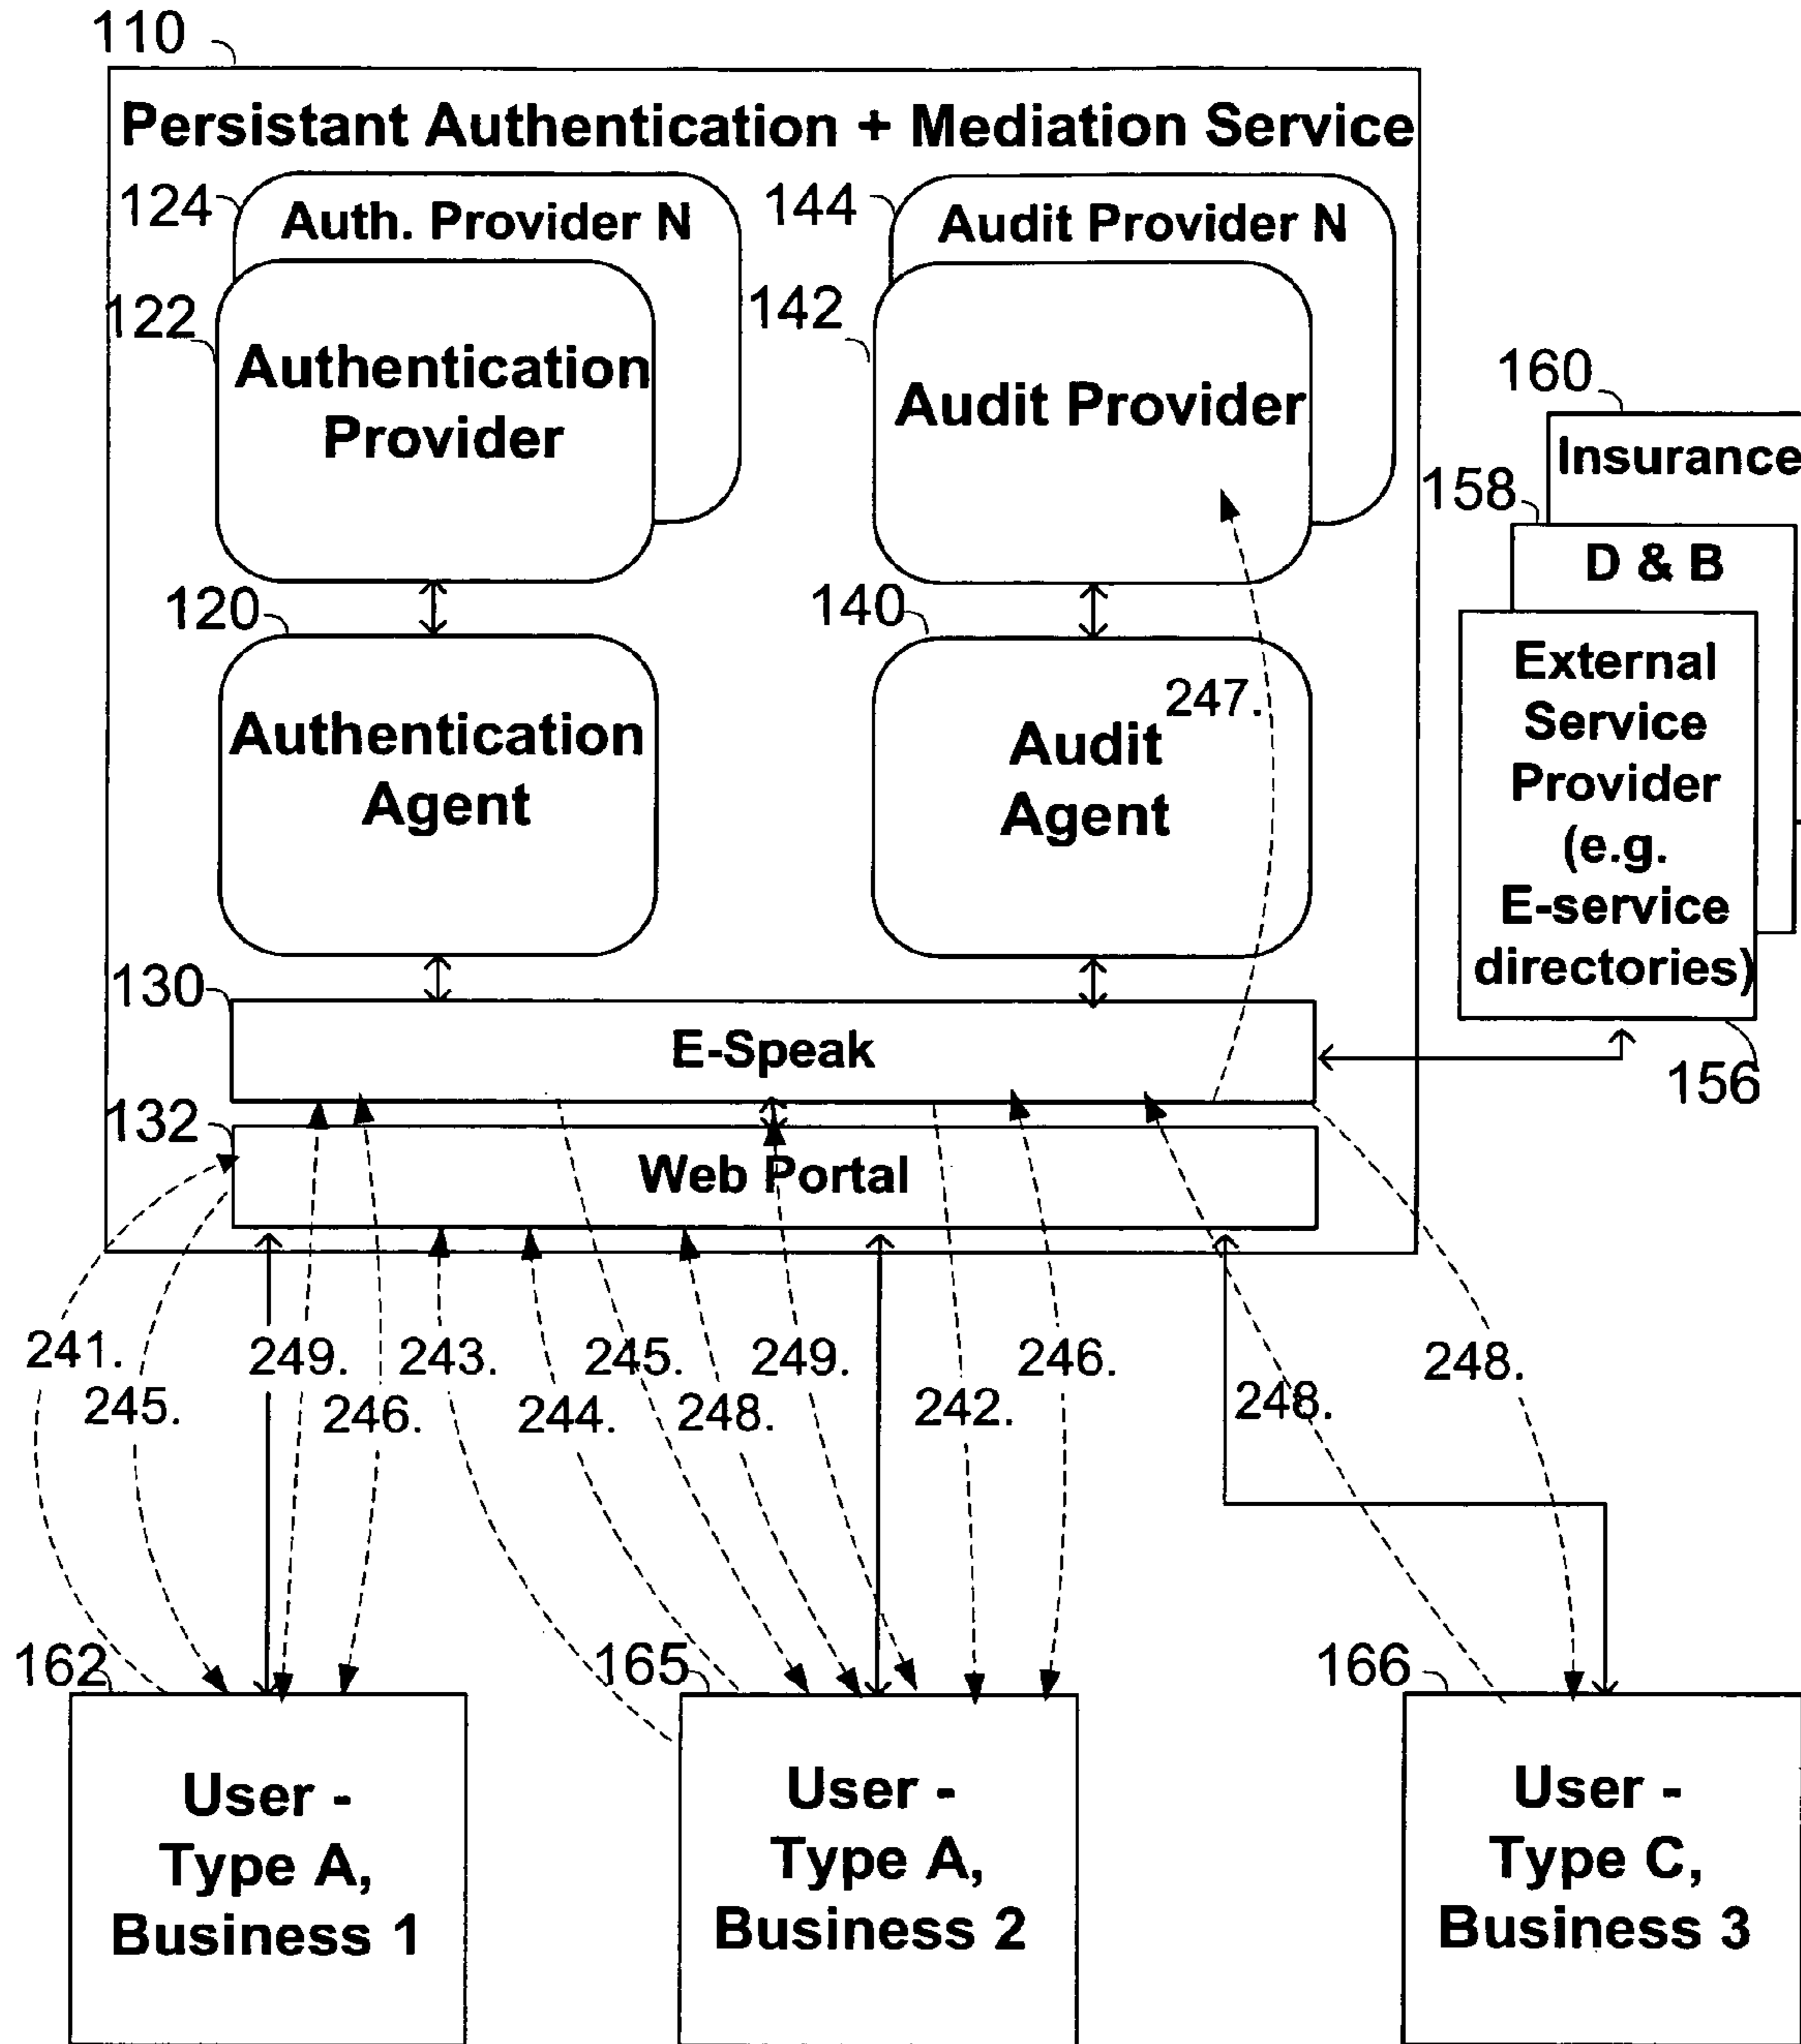 110
Persistant Authentication + Mediation Service
124
Auth. Provider N
144
Audit Provider N
122
Authentication
Provider
142
Audit Provider
160
Insurance
158
D & B
External
Service
Provider
(e.g.
E-service
directories)
156
120
Authentication
Agent
140
Audit
Agent
247.
130
E-Speak
132
Web Portal
241.
245.
249.
246.
243.
244.
245.
248.
249.
242.
246.
248.
248.
162
User -
Type A,
Business 1
165
User -
Type A,
Business 2
166
User -
Type C,
Business 3